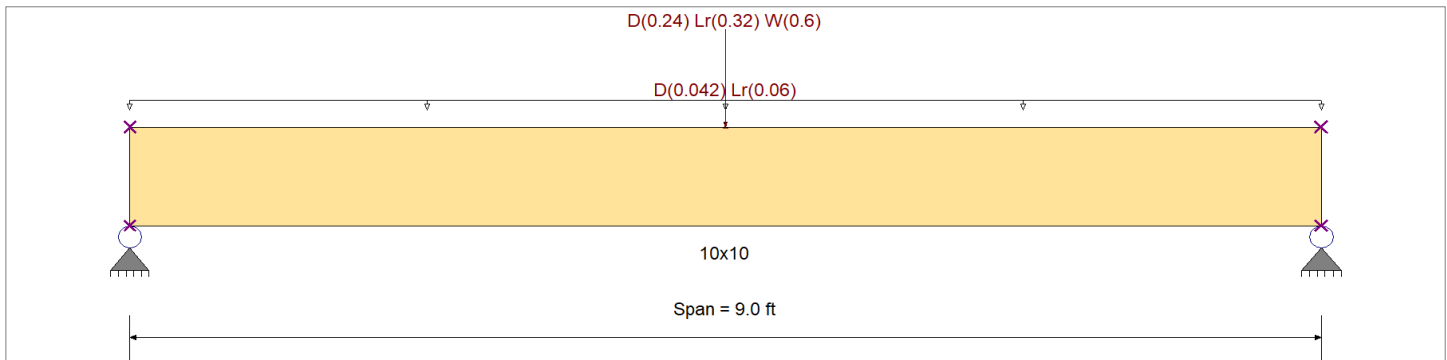 D(0.24) Lr(0.32) W(0.6)
D(0.042) Lr(0.06)
10x10
Span = 9.0 ft